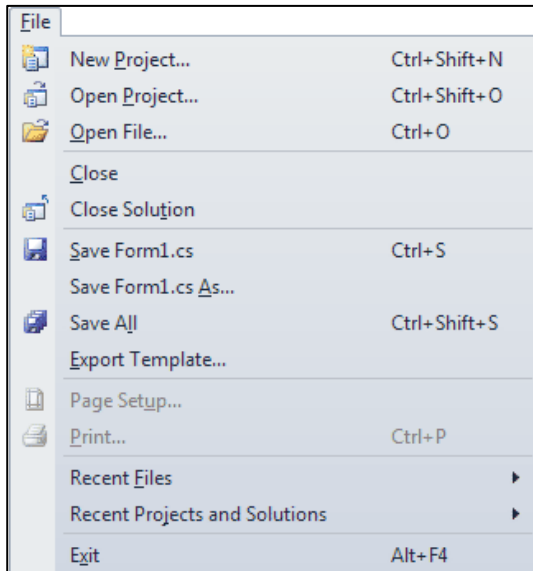 File
New Project... Ctrl+Shift+N
Open Project... Ctrl+Shift+O
Open File... Ctrl+O
Close
Close Solution
Save Form1.cs Ctrl+S
Save Form1.cs As...
Save All Ctrl+Shift+S
Export Template...
Page Setup...
Print... Ctrl+P
Recent Files
Recent Projects and Solutions
Exit Alt+F4